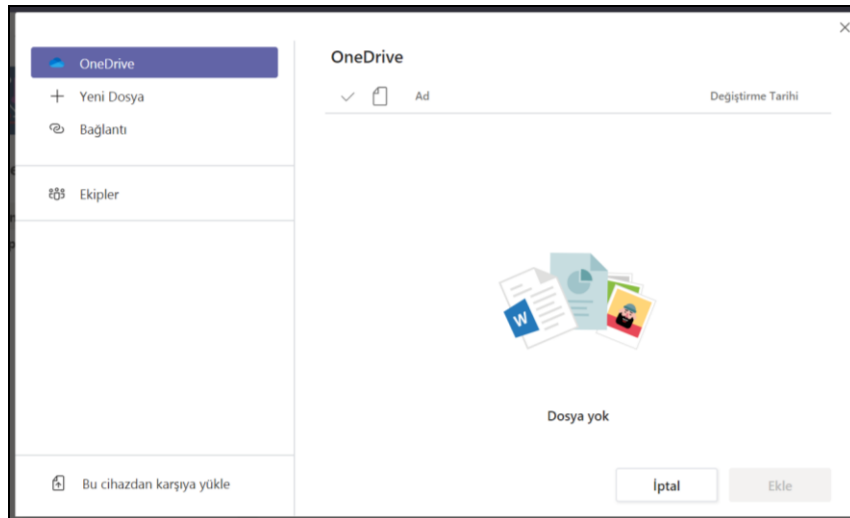 OneDrive
Yeni Dosya
Bağlantı
Ekipler
Bu cihazdan karşıya yükle
OneDrive
Ad Değiştirme Tarihi
W
Dosya yok
İptal Ekle